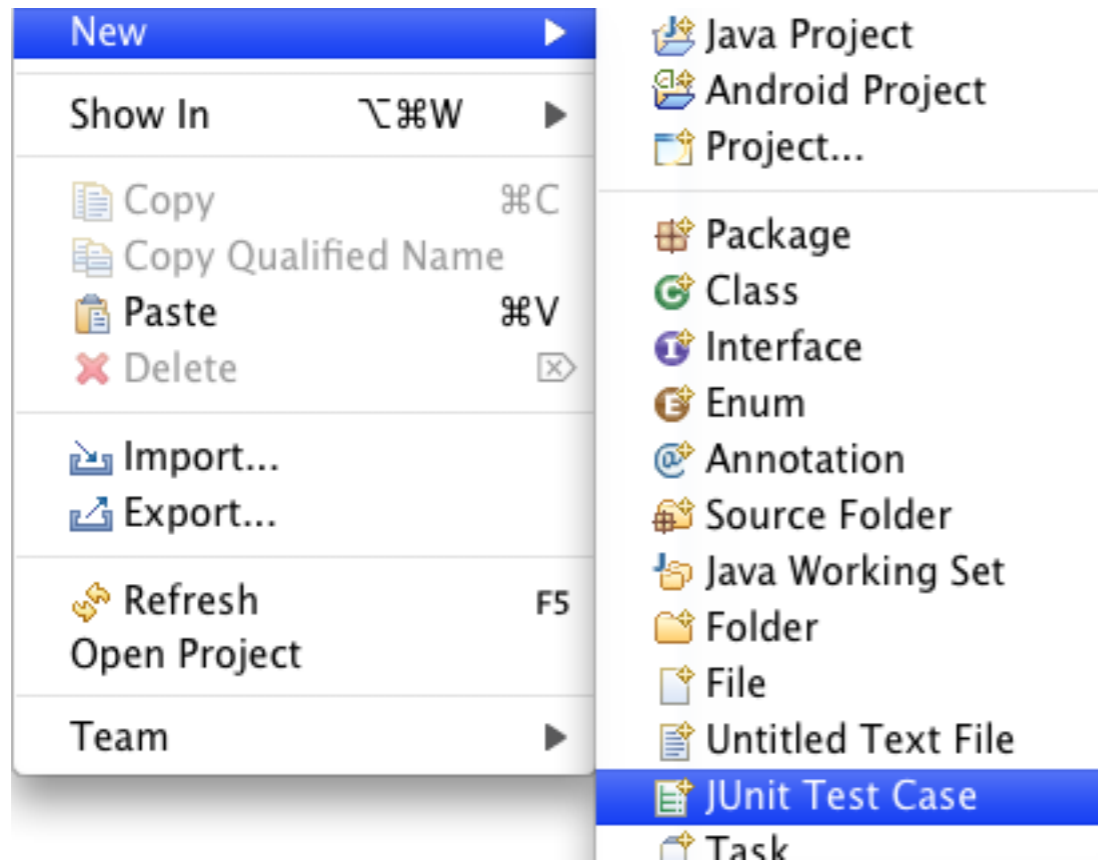 New
Show In ⌥⌘W
Copy ⌘C
Copy Qualified Name
Paste ⌘V
Delete ⌦
Import...
Export...
Refresh F5
Open Project
Team
Java Project
Android Project
Project...
Package
Class
Interface
Enum
Annotation
Source Folder
Java Working Set
Folder
File
Untitled Text File
JUnit Test Case
Task